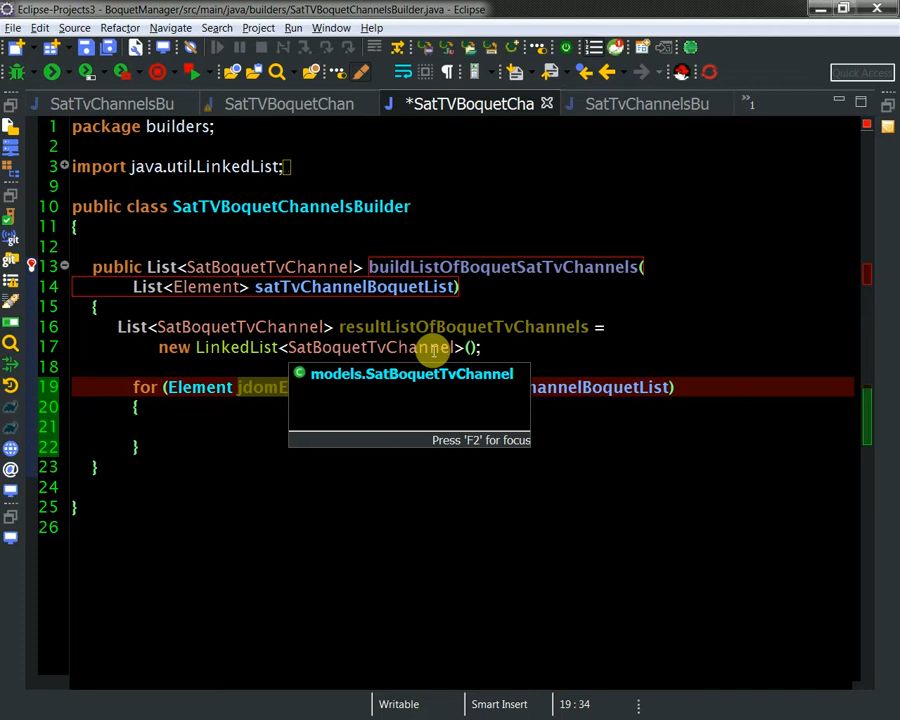 Eclipse-Projects3 - BoquetManager/src/main/java/builders/SatTVBoquetChannelsBuilder.java - Eclipse
File Edit Source Refactor Navigate Search Project Run Window Help
Quick Access
SatTvChannelsBu SatTVBoquetChan *SatTVBoquetCha SatTvChannelsBu »1
1 package builders;
2
3 import java.util.LinkedList;
9
10 public class SatTVBoquetChannelsBuilder
11 {
12
13 public List<SatBoquetTvChannel> buildListOfBoquetSatTvChannels(
14 List<Element> satTvChannelBoquetList)
15 {
16 List<SatBoquetTvChannel> resultListOfBoquetTvChannels =
17 new LinkedList<SatBoquetTvChannel>();
18
models.SatBoquetTvChannel
19 for (Element jdomE hannelBoquetList)
20 {
21
Press 'F2' for focus
22 }
23 }
24
25 }
26
Writable Smart Insert 19 : 34